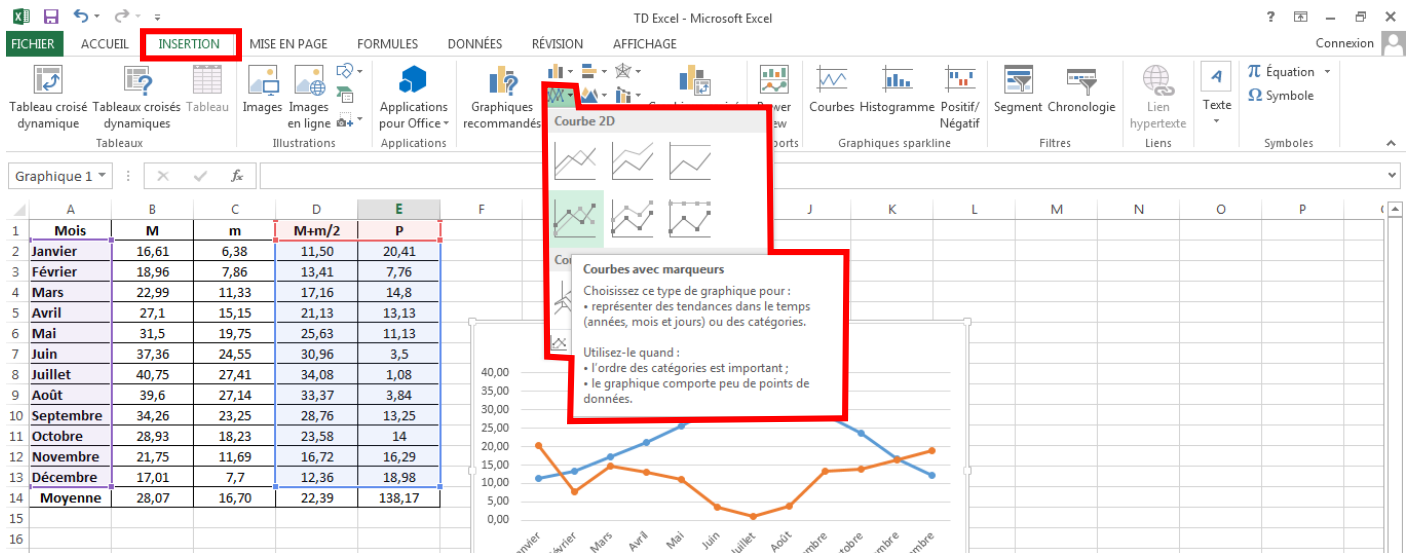 TD Excel - Microsoft Excel
FICHIER ACCUEIL INSERTION MISE EN PAGE FORMULES DONNÉES RÉVISION AFFICHAGE Connexion
Tableau croisé dynamique
Tableaux croisés dynamiques
Tableau
Images
Images en ligne
Applications pour Office
Graphiques recommandés
Courbes
Histogramme
Positif/ Négatif
Segment
Chronologie
Lien hypertexte
Texte
π Équation
Ω Symbole
Tableaux Illustrations Applications Graphiques sparkline Filtres Liens Symboles
Graphique 1 fx
A B C D E F J K L M N O P
1 Mois M m M+m/2 P
2 Janvier 16,61 6,38 11,50 20,41
3 Février 18,96 7,86 13,41 7,76
4 Mars 22,99 11,33 17,16 14,8
5 Avril 27,1 15,15 21,13 13,13
6 Mai 31,5 19,75 25,63 11,13
7 Juin 37,36 24,55 30,96 3,5
8 Juillet 40,75 27,41 34,08 1,08
9 Août 39,6 27,14 33,37 3,84
10 Septembre 34,26 23,25 28,76 13,25
11 Octobre 28,93 18,23 23,58 14
12 Novembre 21,75 11,69 16,72 16,29
13 Décembre 17,01 7,7 12,36 18,98
14 Moyenne 28,07 16,70 22,39 138,17
15
16
Courbe 2D
Courbes avec marqueurs
Choisissez ce type de graphique pour :
• représenter des tendances dans le temps
(années, mois et jours) ou des catégories.
Utilisez-le quand :
• l'ordre des catégories est important ;
• le graphique comporte peu de points de
données.
40,00
35,00
30,00
25,00
20,00
15,00
10,00
5,00
0,00
Mars Avril Mai Juin Août